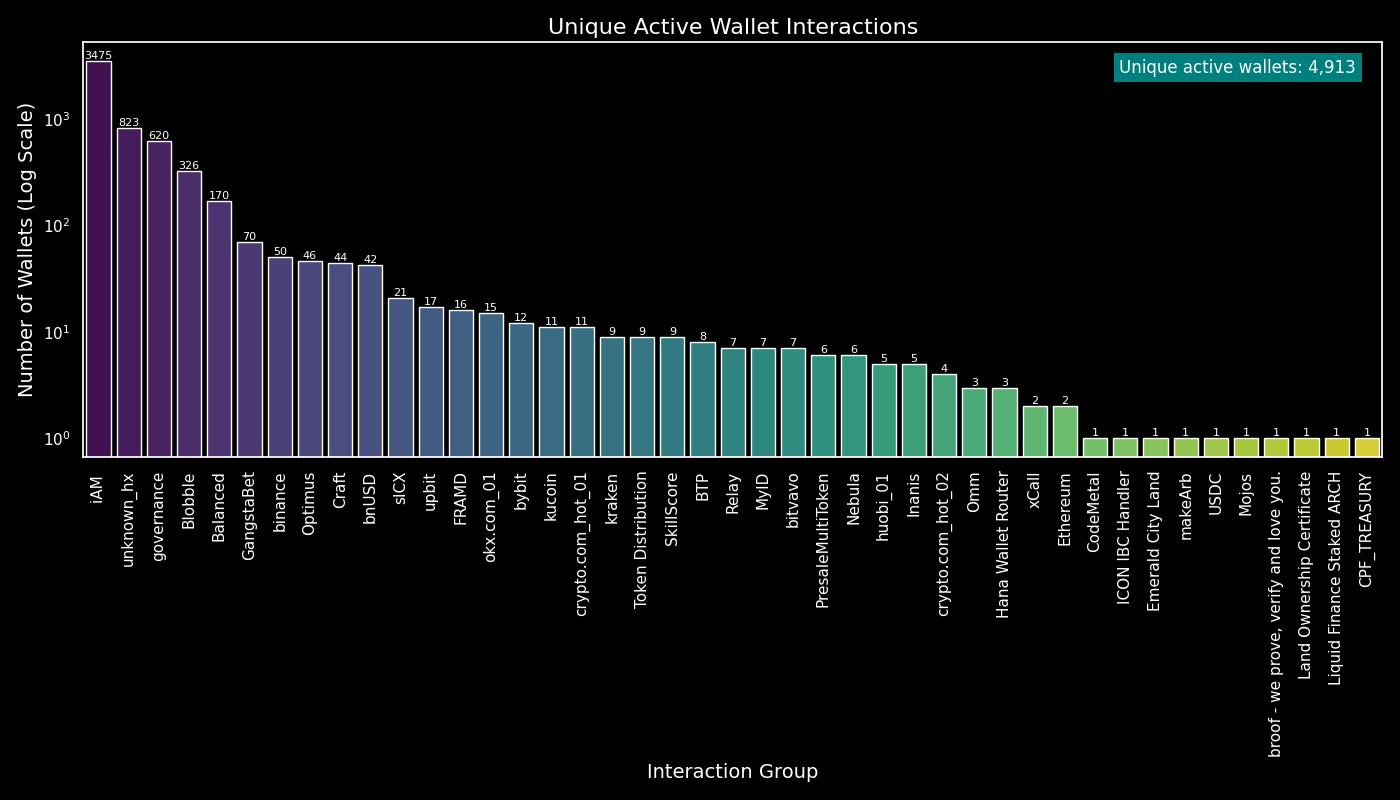 Unique Active Wallet Interactions
Unique active wallets: 4,913
Number of Wallets (Log Scale)
10³
10²
10¹
10⁰
3475
823
620
326
170
70
50
46
44
42
21
17
16
15
12
11
11
9
9
9
8
7
7
7
6
6
5
5
4
3
3
2
2
1
1
1
1
1
1
1
1
1
1
iAM
unknown_hx
governance
Blobble
Balanced
GangstaBet
binance
Optimus
Craft
bnUSD
sICX
upbit
FRAMD
okx.com_01
bybit
kucoin
crypto.com_hot_01
kraken
Token Distribution
SkillScore
BTP
Relay
MyID
bitvavo
PresaleMultiToken
Nebula
huobi_01
Inanis
crypto.com_hot_02
Omm
Hana Wallet Router
xCall
Ethereum
CodeMetal
ICON IBC Handler
Emerald City Land
makeArb
USDC
Mojos
broof - we prove, verify and love you.
Land Ownership Certificate
Liquid Finance Staked ARCH
CPF_TREASURY
Interaction Group